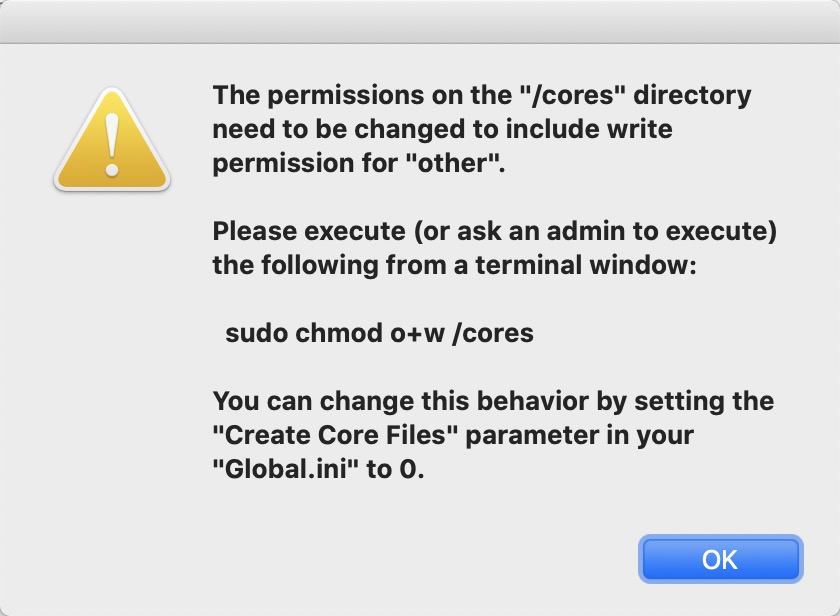 The permissions on the "/cores" directory
need to be changed to include write
permission for "other".
Please execute (or ask an admin to execute)
the following from a terminal window:
sudo chmod o+w /cores
You can change this behavior by setting the
"Create Core Files" parameter in your
"Global.ini" to 0.
OK